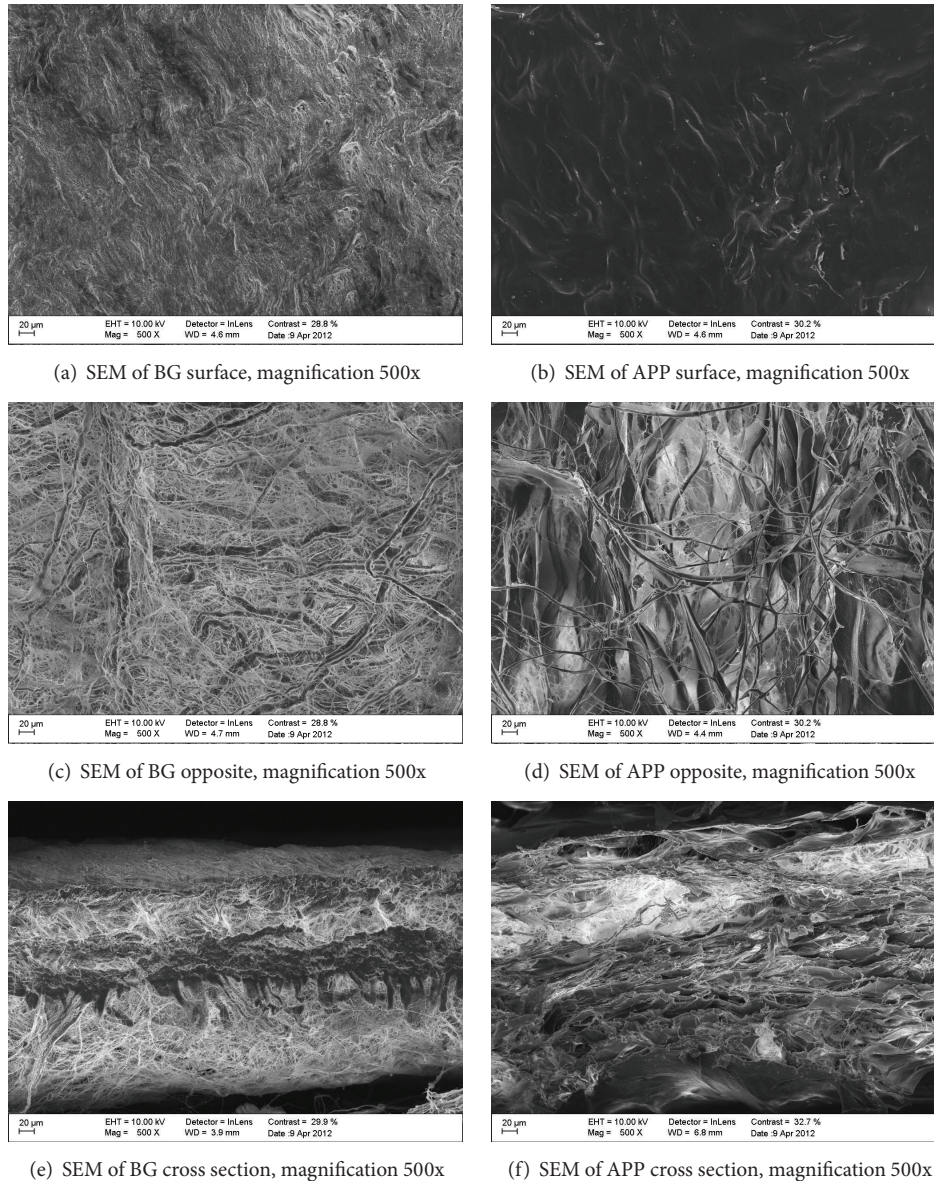 20 µm EHT = 10.00 kV Detector = InLens Contrast = 28.8 %
Mag = 500 X WD = 4.6 mm Date :9 Apr 2012
20 µm EHT = 10.00 kV Detector = InLens Contrast = 30.2 %
Mag = 500 X WD = 4.6 mm Date :9 Apr 2012
(a) SEM of BG surface, magnification 500x
(b) SEM of APP surface, magnification 500x
20 µm EHT = 10.00 kV Detector = InLens Contrast = 28.8 %
Mag = 500 X WD = 4.7 mm Date :9 Apr 2012
20 µm EHT = 10.00 kV Detector = InLens Contrast = 30.2 %
Mag = 500 X WD = 4.4 mm Date :9 Apr 2012
(c) SEM of BG opposite, magnification 500x
(d) SEM of APP opposite, magnification 500x
20 µm EHT = 10.00 kV Detector = InLens Contrast = 29.9 %
Mag = 500 X WD = 3.9 mm Date :9 Apr 2012
20 µm EHT = 10.00 kV Detector = InLens Contrast = 32.7 %
Mag = 500 X WD = 6.8 mm Date :9 Apr 2012
(e) SEM of BG cross section, magnification 500x
(f) SEM of APP cross section, magnification 500x